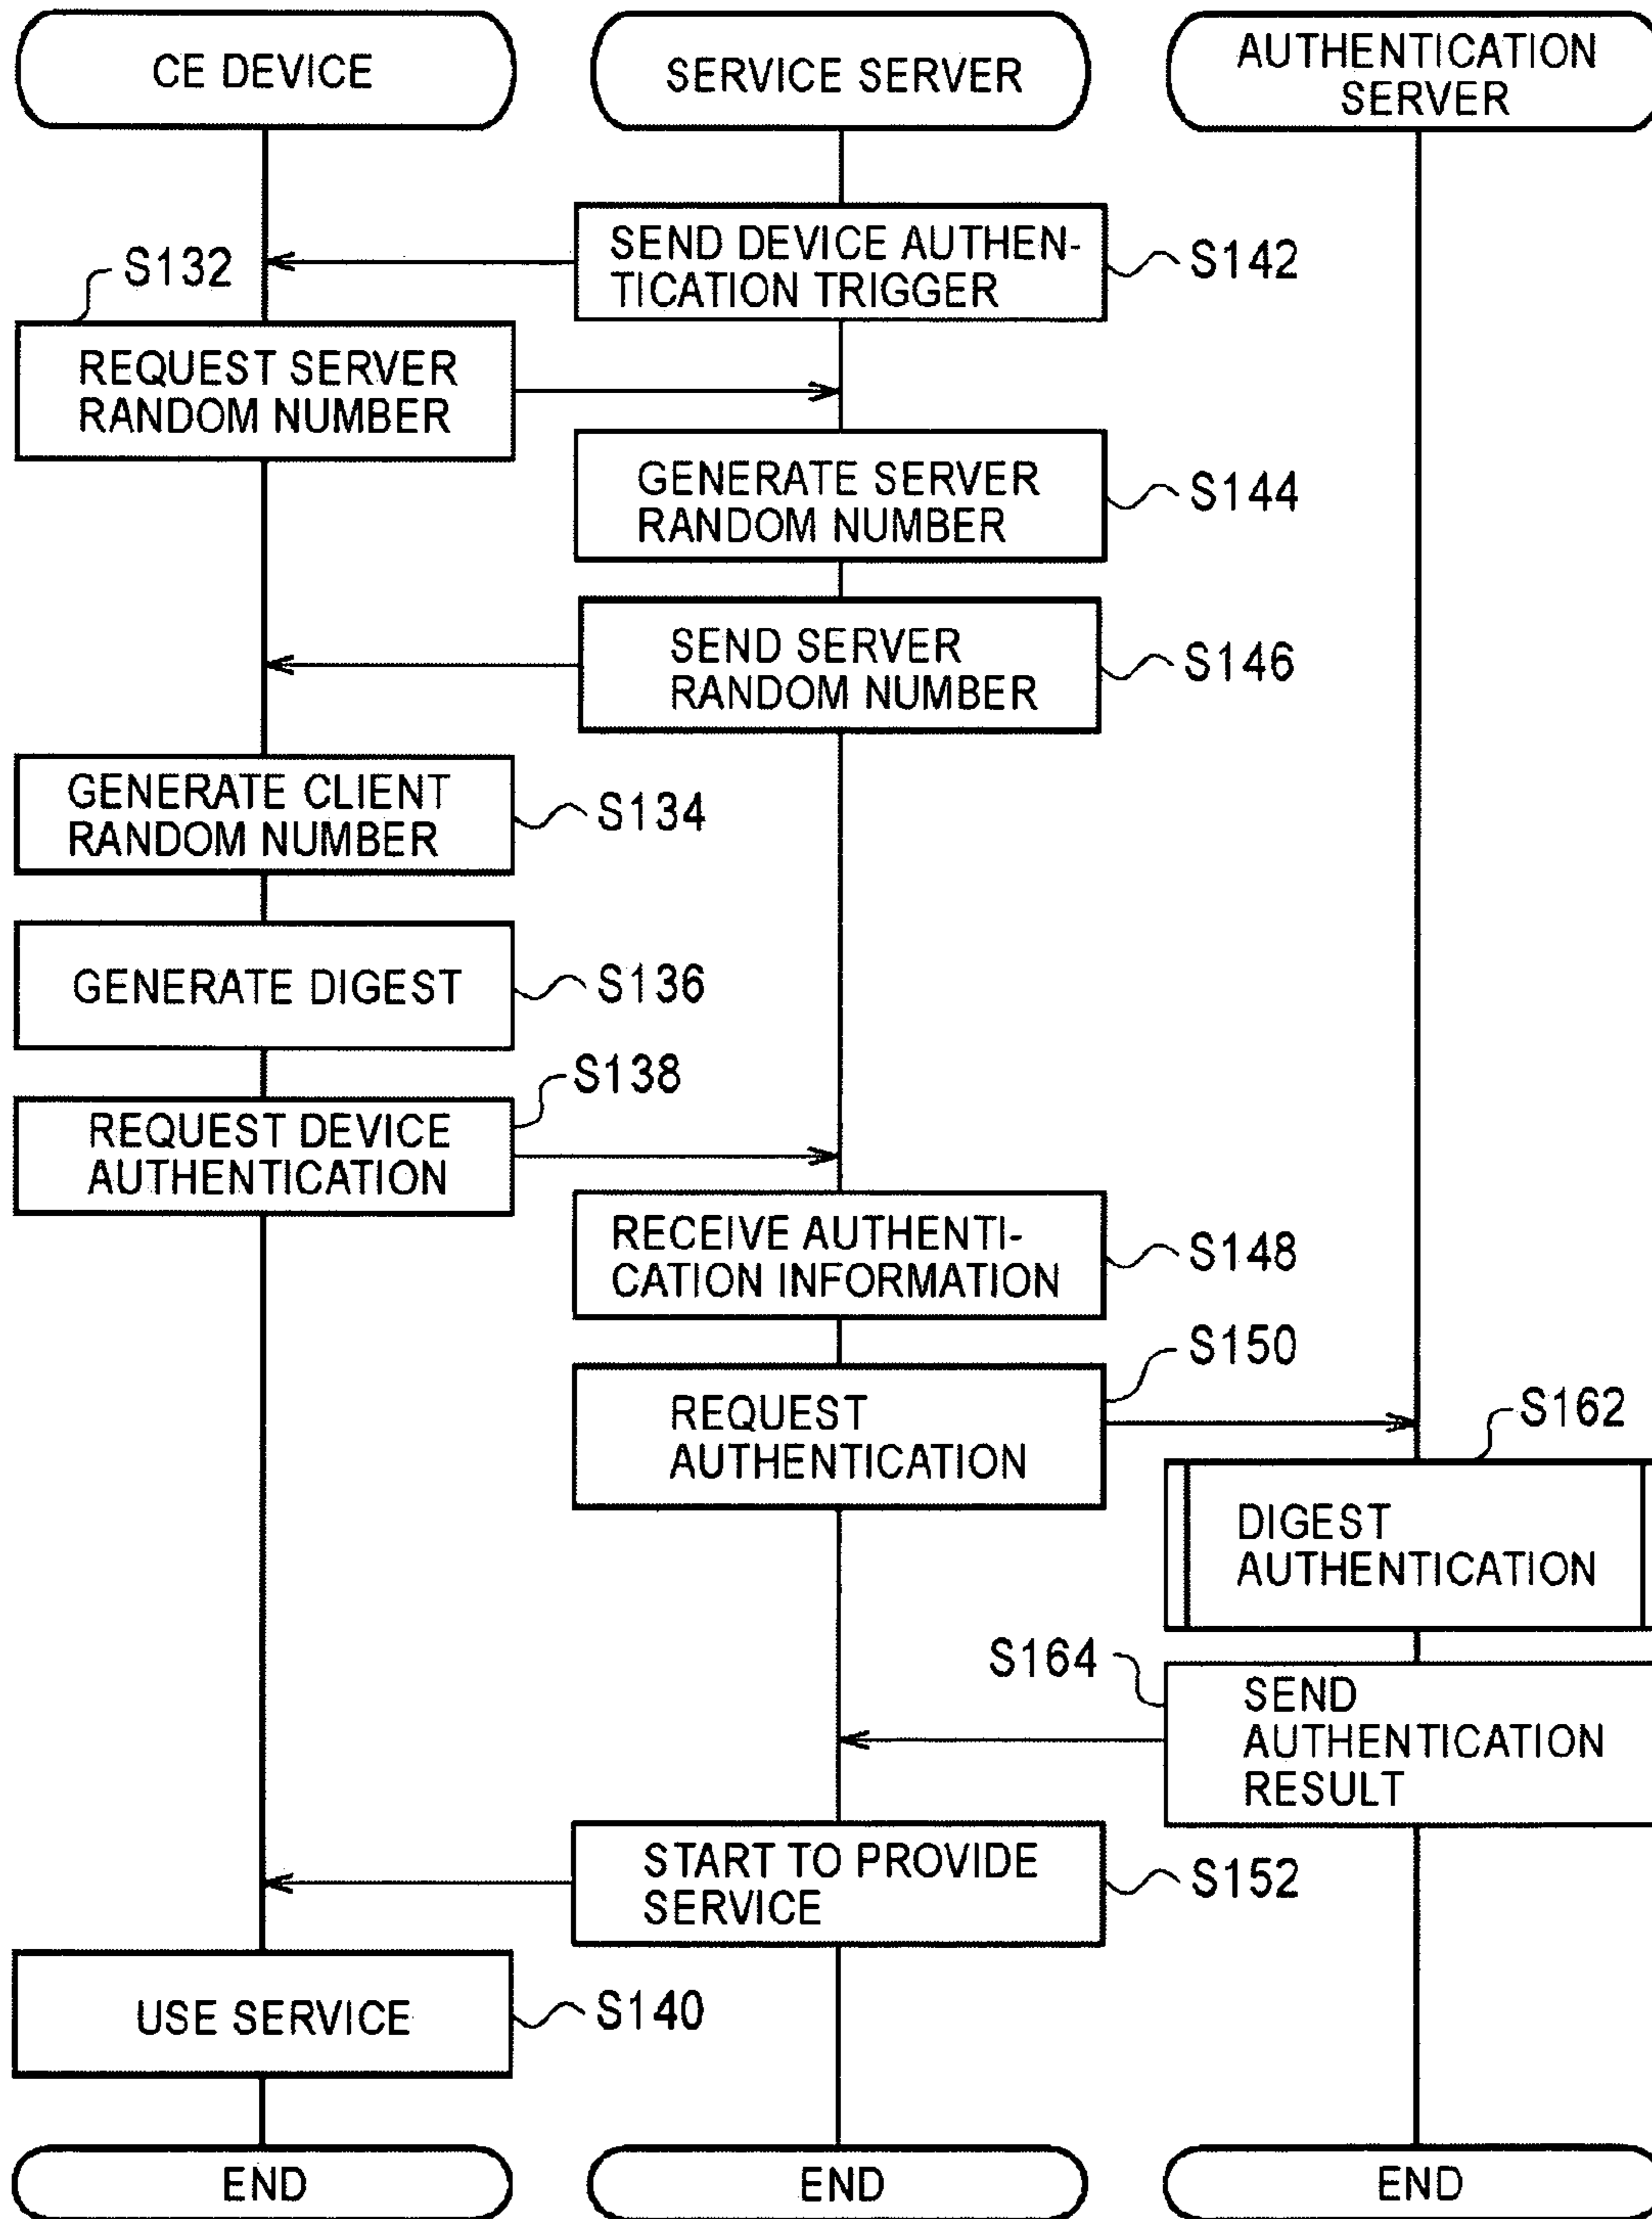 CE DEVICE
SERVICE SERVER
AUTHENTICATION
SERVER
SEND DEVICE AUTHEN-
TICATION TRIGGER
S142
S132
REQUEST SERVER
RANDOM NUMBER
GENERATE SERVER
RANDOM NUMBER
S144
SEND SERVER
RANDOM NUMBER
S146
GENERATE CLIENT
RANDOM NUMBER
S134
GENERATE DIGEST
S136
S138
REQUEST DEVICE
AUTHENTICATION
RECEIVE AUTHENTI-
CATION INFORMATION
S148
S150
REQUEST
AUTHENTICATION
S162
DIGEST
AUTHENTICATION
S164
SEND
AUTHENTICATION
RESULT
START TO PROVIDE
SERVICE
S152
USE SERVICE
S140
END
END
END